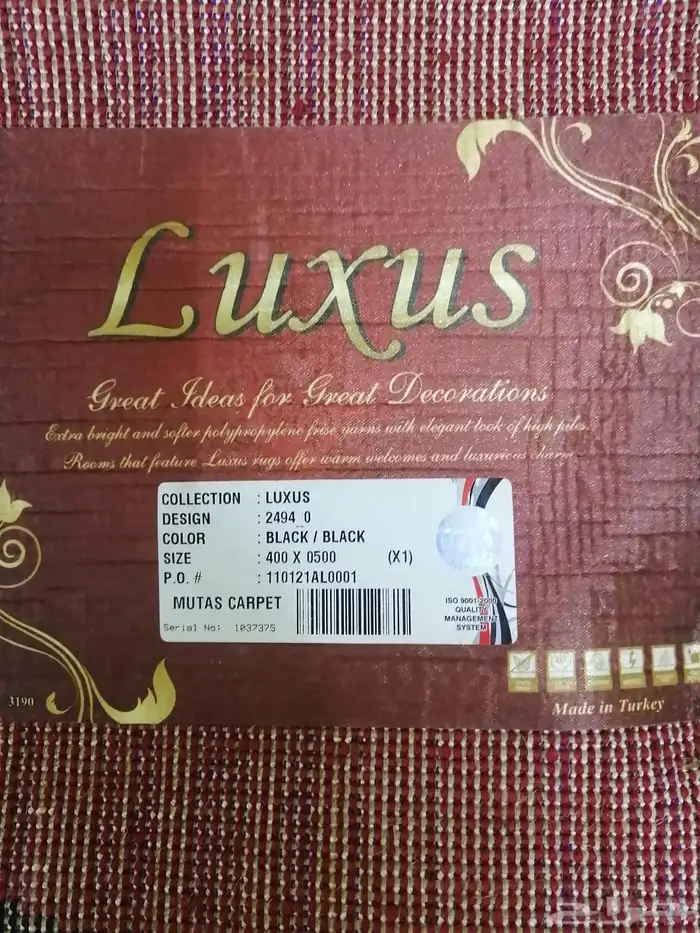 Luxus
Great Ideas for Great Decorations
Extra bright and softer polypropylene frise yarns with elegant look of high piles.
Rooms that feature Luxus rugs offer warm welcomes and luxurious charm
COLLECTION : LUXUS
DESIGN : 2494_0
COLOR : BLACK / BLACK
SIZE : 400 X 0500 (X1)
P.O. # : 110121AL0001
MUTAS CARPET
Serial No: 1037375
ISO 9001:2000
QUALITY
MANAGEMENT
SYSTEM
3190
Made in Turkey
حراج